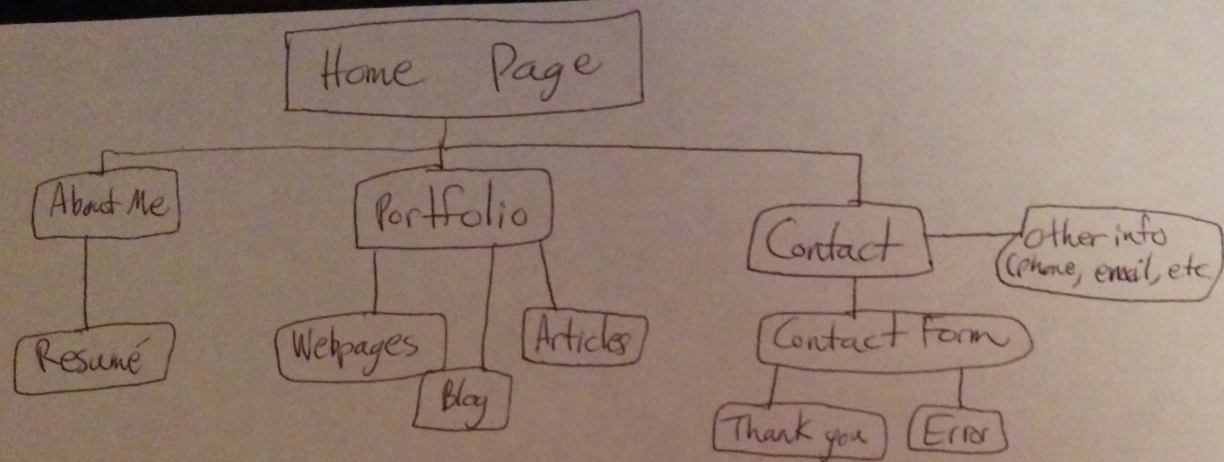 Home Page
About Me
Portfolio
Contact
Other info
(phone, email, etc
Resumé
Webpages
Blog
Articles
Contact Form
Thank you
Error